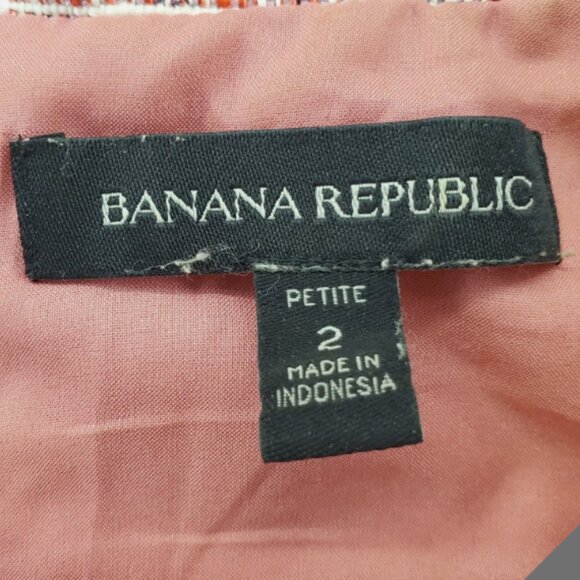 BANANA REPUBLIC
PETITE
2
MADE IN
INDONESIA